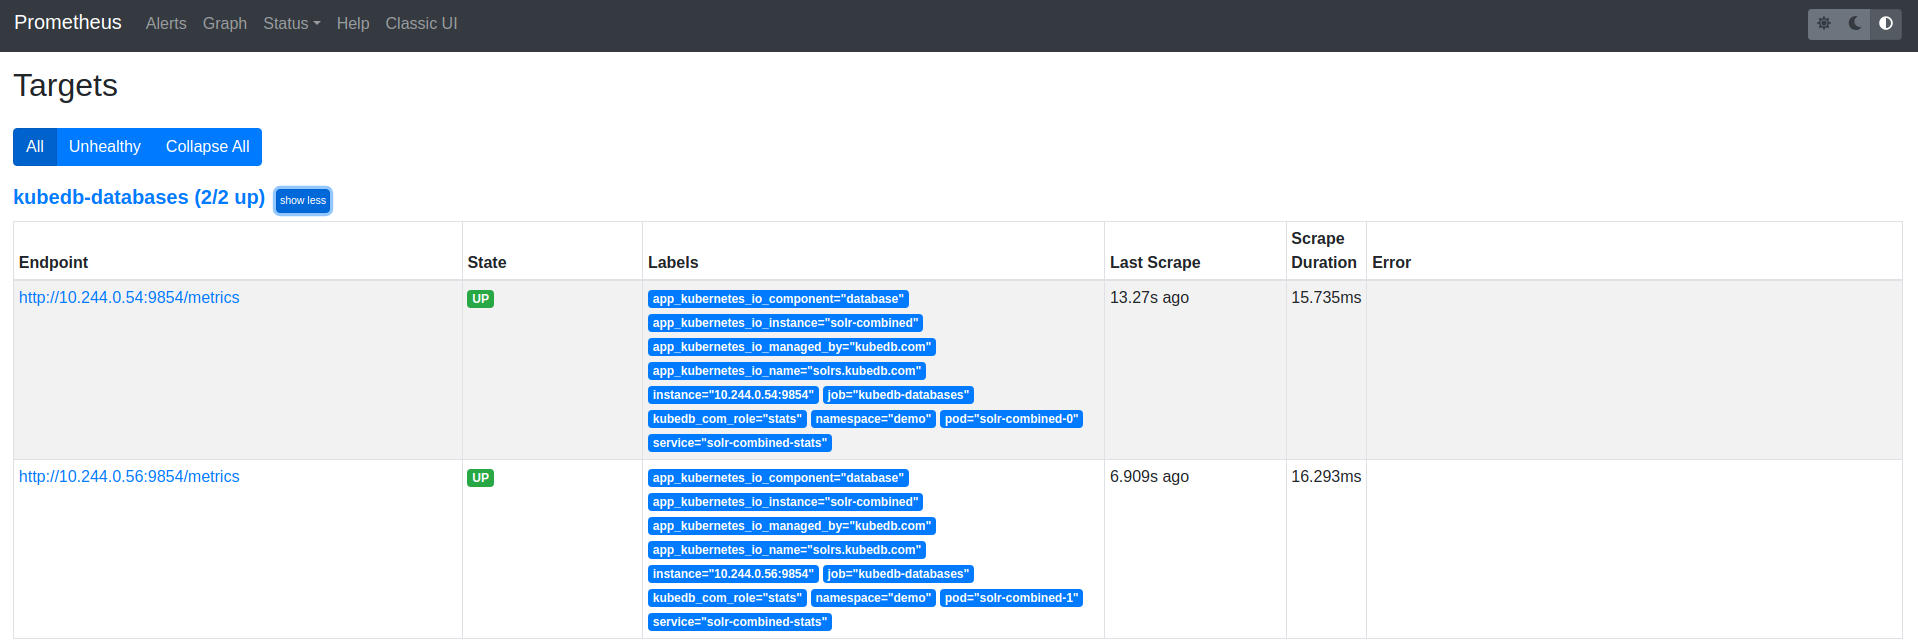 Prometheus Alerts Graph Status Help Classic UI
Targets
All Unhealthy Collapse All
kubedb-databases (2/2 up) show less
Endpoint State Labels Last Scrape Scrape Duration Error
http://10.244.0.54:9854/metrics UP app_kubernetes_io_component="database" 13.27s ago 15.735ms
app_kubernetes_io_instance="solr-combined"
app_kubernetes_io_managed_by="kubedb.com"
app_kubernetes_io_name="solrs.kubedb.com"
instance="10.244.0.54:9854" job="kubedb-databases"
kubedb_com_role="stats" namespace="demo" pod="solr-combined-0"
service="solr-combined-stats"
http://10.244.0.56:9854/metrics UP app_kubernetes_io_component="database" 6.909s ago 16.293ms
app_kubernetes_io_instance="solr-combined"
app_kubernetes_io_managed_by="kubedb.com"
app_kubernetes_io_name="solrs.kubedb.com"
instance="10.244.0.56:9854" job="kubedb-databases"
kubedb_com_role="stats" namespace="demo" pod="solr-combined-1"
service="solr-combined-stats"